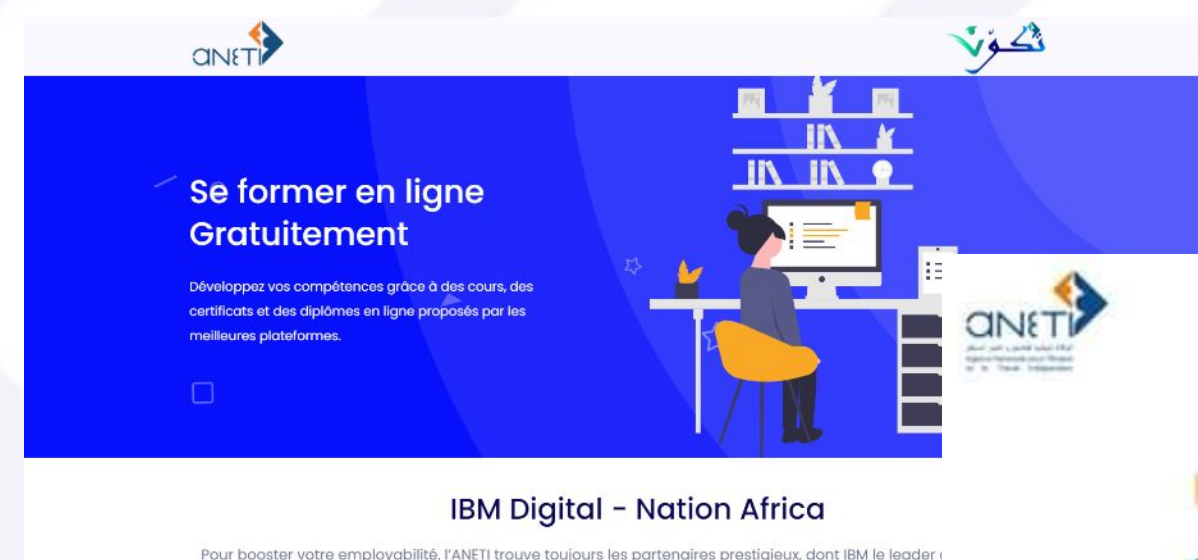 ANETI
تكوّن
Se former en ligne
Gratuitement
Développez vos compétences grâce à des cours, des
certificats et des diplômes en ligne proposés par les
meilleures plateformes.
ANETI
IBM Digital - Nation Africa
Pour booster votre employabilité, l'ANETI trouve toujours les partenaires prestigieux, dont IBM le leader